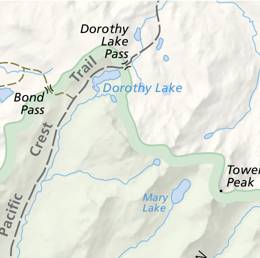 Dorothy
Lake
Pass
Dorothy Lake
Bond
Pass
Pacific Crest Trail
Tower
Peak
Mary
Lake